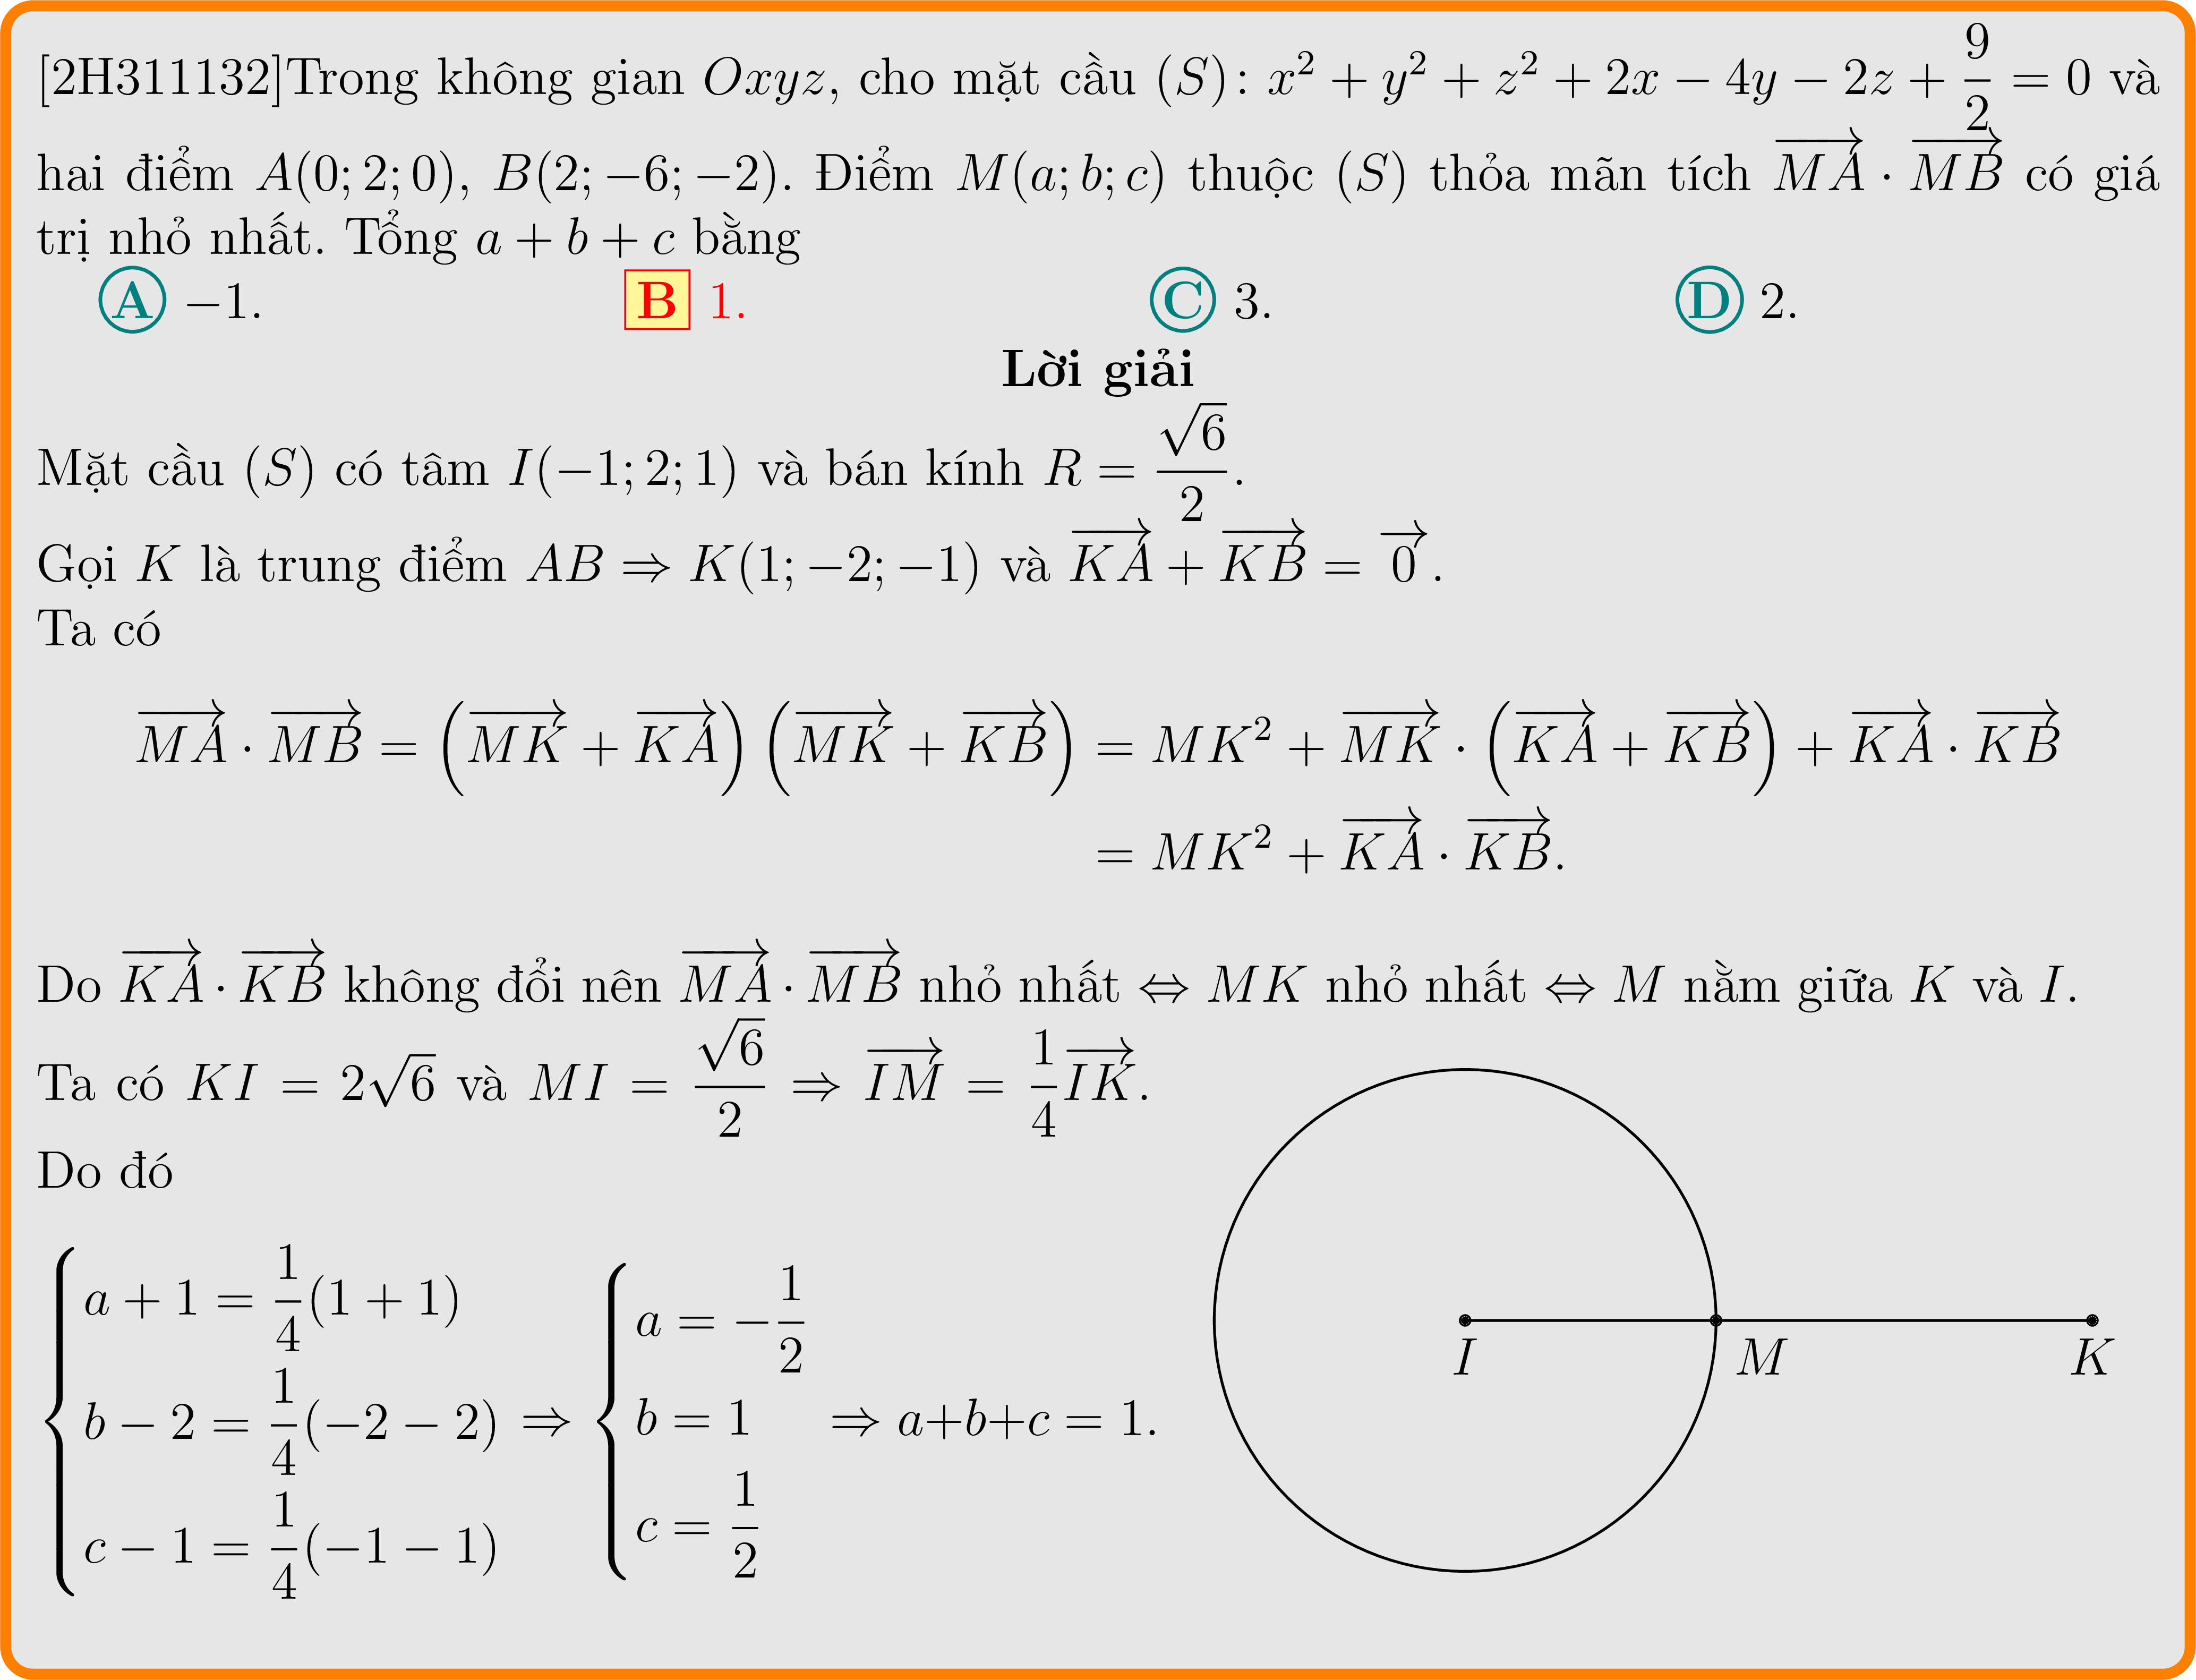 [2H311132]Trong không gian $Oxyz$, cho mặt cầu $(S)\colon x^2 + y^2 + z^2 + 2x - 4y - 2z + \dfrac{9}{2} = 0$ và
hai điểm $A(0; 2; 0)$, $B(2; -6; -2)$. Điểm $M(a; b; c)$ thuộc $(S)$ thỏa mãn tích $\overrightarrow{MA} \cdot \overrightarrow{MB}$ có giá
trị nhỏ nhất. Tổng $a + b + c$ bằng
A $-1$. B $1$. C $3$. D $2$.
Lời giải
Mặt cầu $(S)$ có tâm $I(-1; 2; 1)$ và bán kính $R = \dfrac{\sqrt{6}}{2}$.
Gọi $K$ là trung điểm $AB \Rightarrow K(1; -2; -1)$ và $\overrightarrow{KA} + \overrightarrow{KB} = \overrightarrow{0}$.
Ta có
$\overrightarrow{MA} \cdot \overrightarrow{MB} = \left(\overrightarrow{MK} + \overrightarrow{KA}\right)\left(\overrightarrow{MK} + \overrightarrow{KB}\right) = MK^2 + \overrightarrow{MK} \cdot \left(\overrightarrow{KA} + \overrightarrow{KB}\right) + \overrightarrow{KA} \cdot \overrightarrow{KB}$
$= MK^2 + \overrightarrow{KA} \cdot \overrightarrow{KB}.$
Do $\overrightarrow{KA} \cdot \overrightarrow{KB}$ không đổi nên $\overrightarrow{MA} \cdot \overrightarrow{MB}$ nhỏ nhất $\Leftrightarrow MK$ nhỏ nhất $\Leftrightarrow M$ nằm giữa $K$ và $I$.
Ta có $KI = 2\sqrt{6}$ và $MI = \dfrac{\sqrt{6}}{2} \Rightarrow \overrightarrow{IM} = \dfrac{1}{4}\overrightarrow{IK}$.
Do đó
$\begin{cases} a + 1 = \dfrac{1}{4}(1 + 1) \\ b - 2 = \dfrac{1}{4}(-2 - 2) \\ c - 1 = \dfrac{1}{4}(-1 - 1) \end{cases} \Rightarrow \begin{cases} a = -\dfrac{1}{2} \\ b = 1 \\ c = \dfrac{1}{2} \end{cases} \Rightarrow a + b + c = 1.$
$I$ $M$ $K$